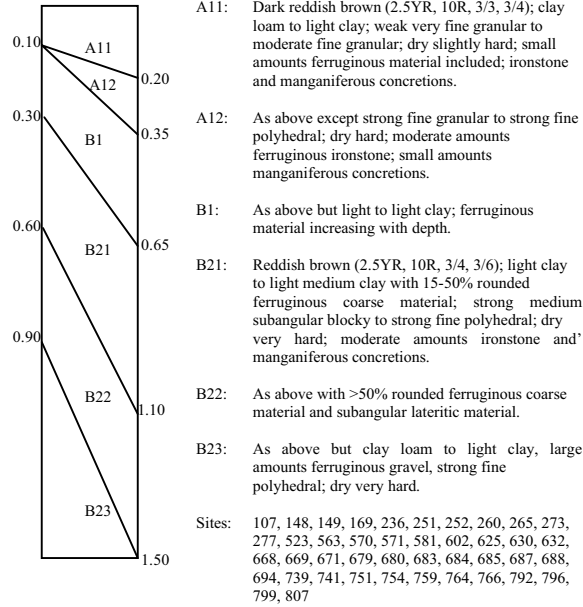 0.10
A11
0.20
A12
0.30
0.35
B1
0.60
0.65
B21
0.90
B22
1.10
B23
1.50
A11: Dark reddish brown (2.5YR, 10R, 3/3, 3/4); clay
loam to light clay; weak very fine granular to
moderate fine granular; dry slightly hard; small
amounts ferruginous material included; ironstone
and manganiferous concretions.
A12: As above except strong fine granular to strong fine
polyhedral; dry hard; moderate amounts
ferruginous ironstone; small amounts
manganiferous concretions.
B1: As above but light to light clay; ferruginous
material increasing with depth.
B21: Reddish brown (2.5YR, 10R, 3/4, 3/6); light clay
to light medium clay with 15-50% rounded
ferruginous coarse material; strong medium
subangular blocky to strong fine polyhedral; dry
very hard; moderate amounts ironstone and’
manganiferous concretions.
B22: As above with >50% rounded ferruginous coarse
material and subangular lateritic material.
B23: As above but clay loam to light clay, large
amounts ferruginous gravel, strong fine
polyhedral; dry very hard.
Sites: 107, 148, 149, 169, 236, 251, 252, 260, 265, 273,
277, 523, 563, 570, 571, 581, 602, 625, 630, 632,
668, 669, 671, 679, 680, 683, 684, 685, 687, 688,
694, 739, 741, 751, 754, 759, 764, 766, 792, 796,
799, 807